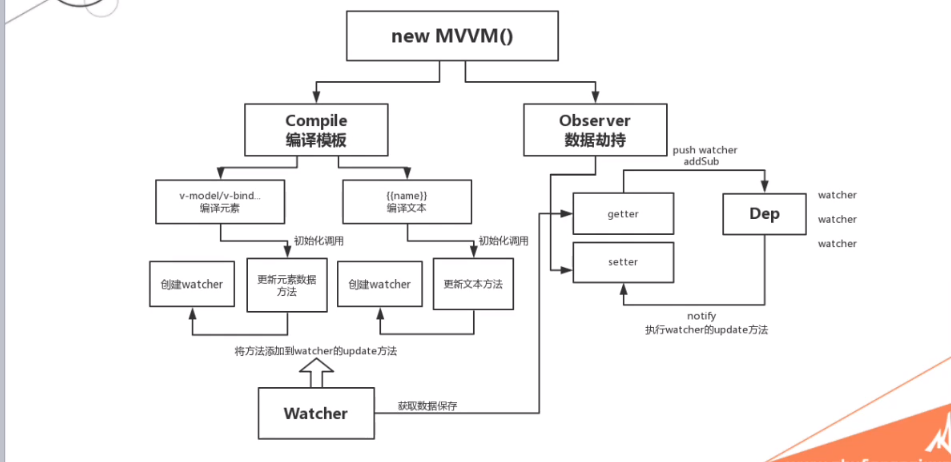 new MVVM()
Compile
编译模板
Observer
数据劫持
push watcher
addSub
v-model/v-bind...
编译元素
{{name}}
编译文本
getter
Dep
watcher
watcher
watcher
初始化调用
初始化调用
setter
创建watcher
更新元素数据
方法
创建watcher
更新文本方法
notify
执行watcher的update方法
将方法添加到watcher的update方法
Watcher
获取数据保存